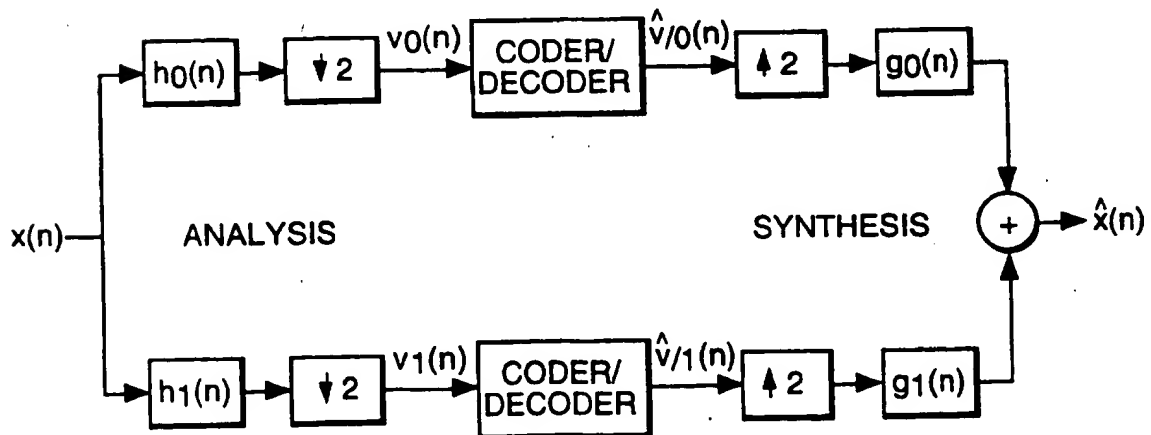 h0(n)
↓ 2
v0(n)
CODER/
DECODER
v̂/0(n)
↑ 2
g0(n)
x(n)
ANALYSIS
SYNTHESIS
+
x̂(n)
h1(n)
↓ 2
v1(n)
CODER/
DECODER
v̂/1(n)
↑ 2
g1(n)